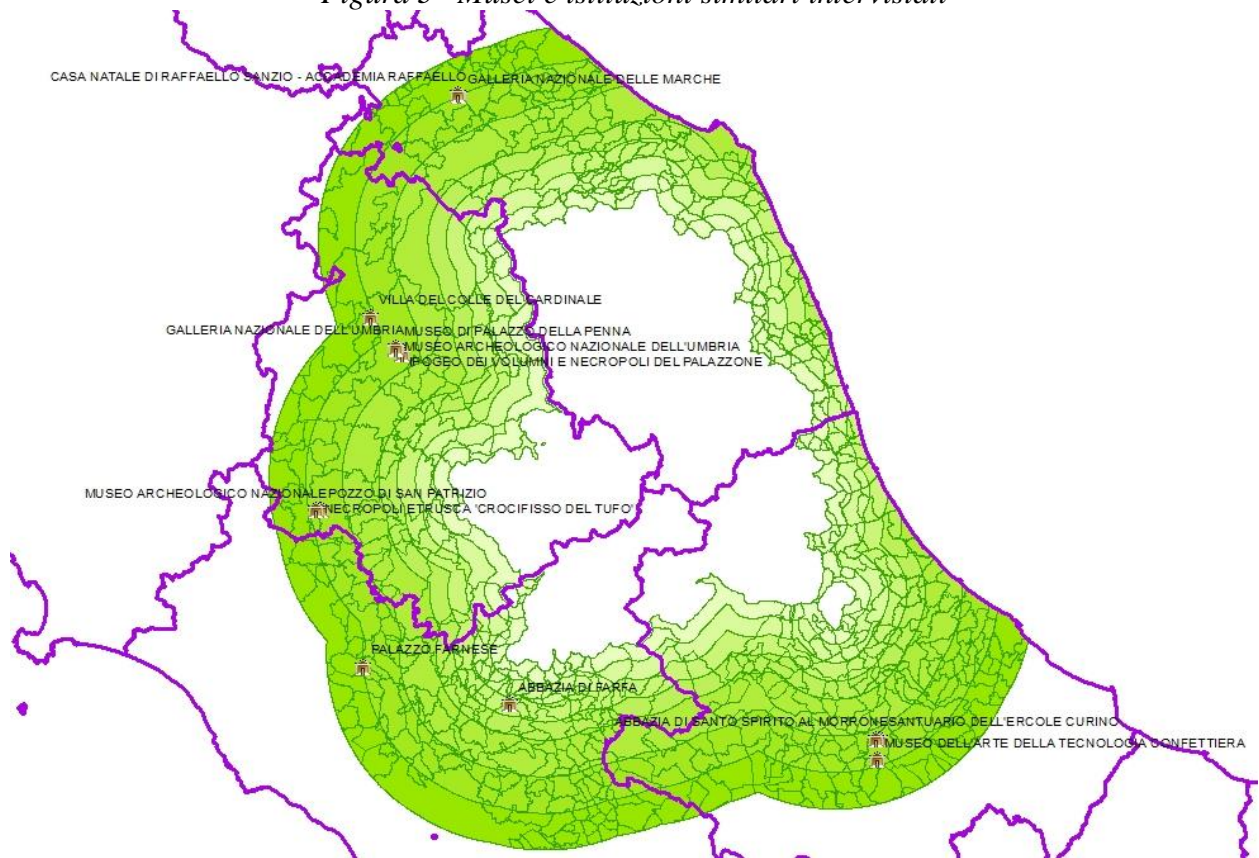 Figura 3 - Musei e istituzioni similari intervistati
CASA NATALE DI RAFFAELLO SANZIO - ACCADEMIA RAFFAELLO
GALLERIA NAZIONALE DELLE MARCHE
VILLA DEL COLLE DEL CARDINALE
GALLERIA NAZIONALE DELL'UMBRIA
MUSEO DI PALAZZO DELLA PENNA
MUSEO ARCHEOLOGICO NAZIONALE DELL'UMBRIA
IPOGEO DEI VOLUMNI E NECROPOLI DEL PALAZZONE
MUSEO ARCHEOLOGICO NAZIONALE
POZZO DI SAN PATRIZIO
NECROPOLI ETRUSCA 'CROCIFISSO DEL TUFO'
PALAZZO FARNESE
ABBAZIA DI FARFA
ABBAZIA DI SANTO SPIRITO AL MORRONE
SANTUARIO DELL'ERCOLE CURINO
MUSEO DELL'ARTE DELLA TECNOLOGIA CONFETTIERA